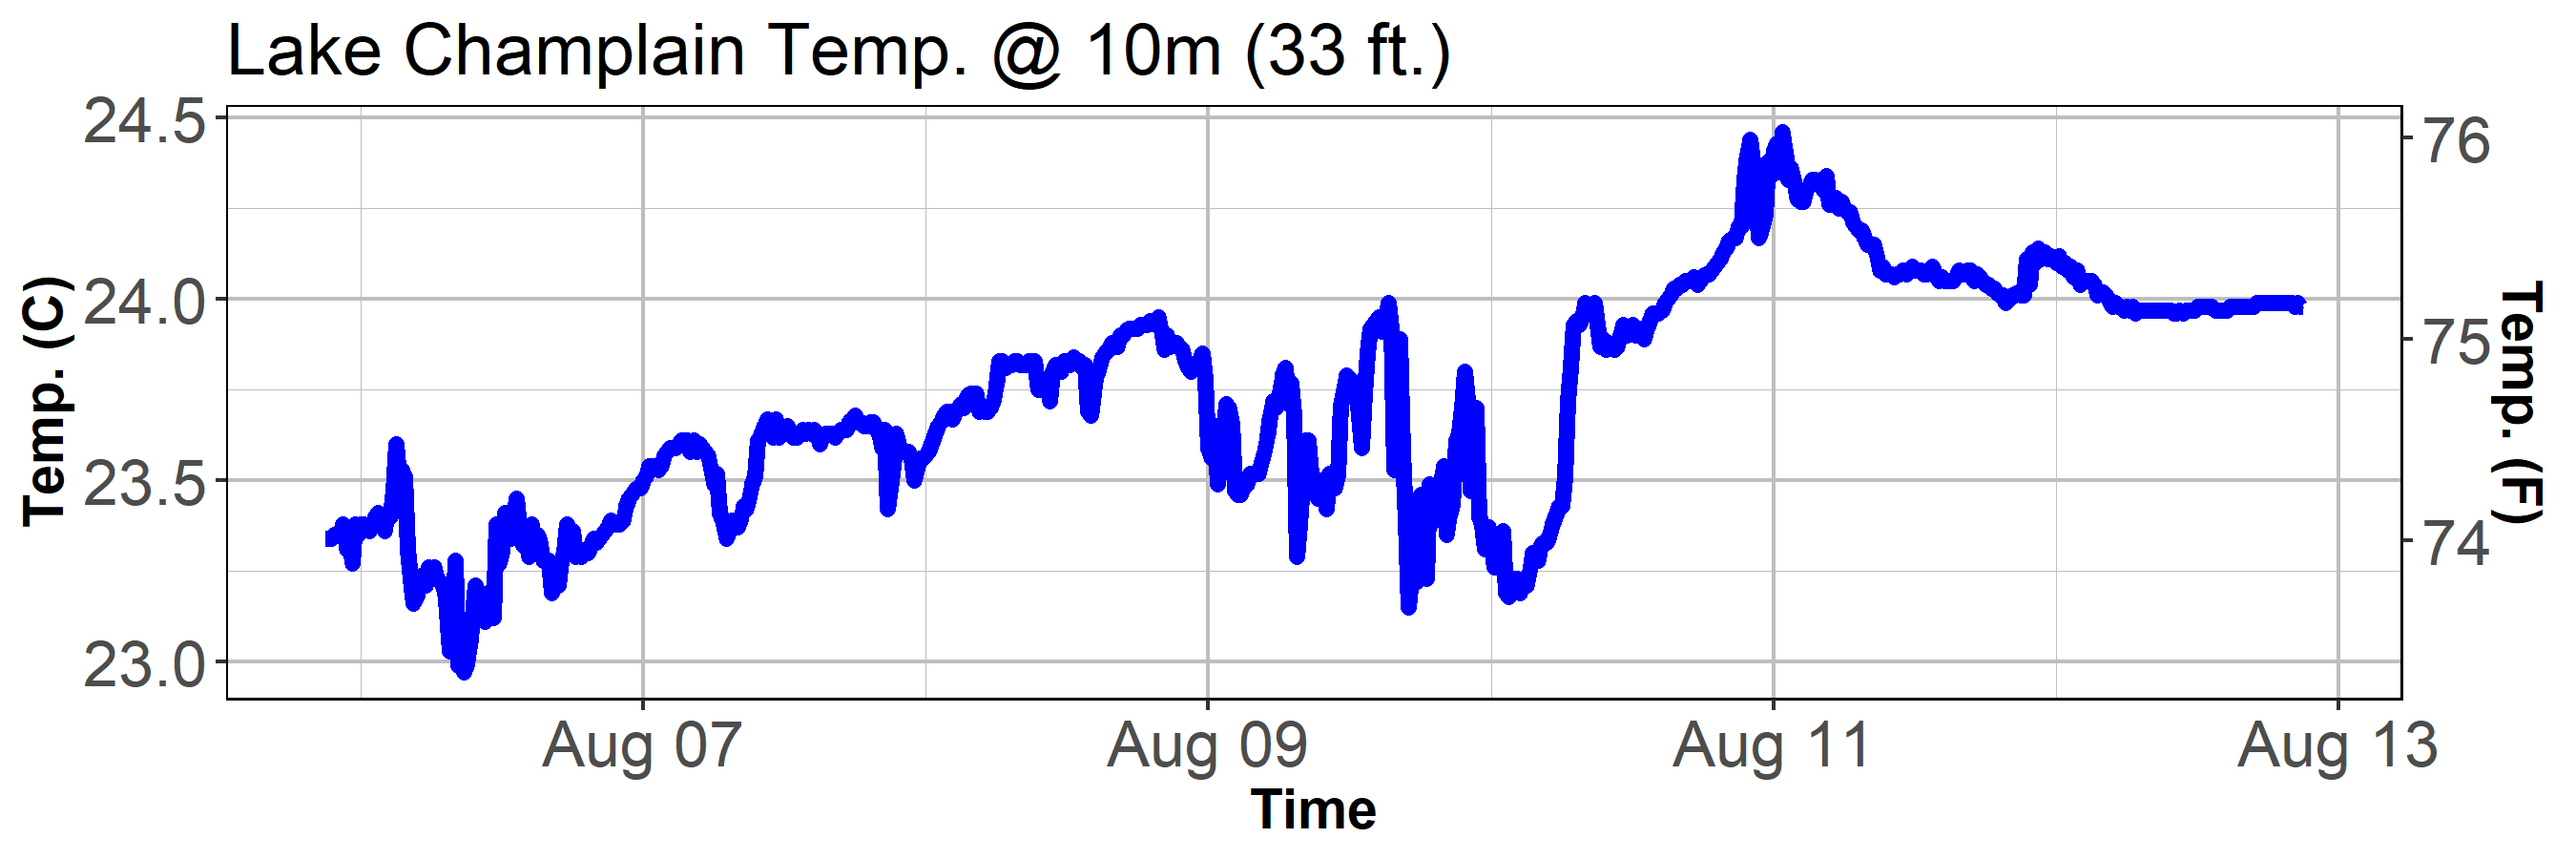 Lake Champlain Temp. @ 10m (33 ft.)
Temp. (C)
24.5
24.0
23.5
23.0
76
75
74
Temp. (F)
Aug 07
Aug 09
Aug 11
Aug 13
Time